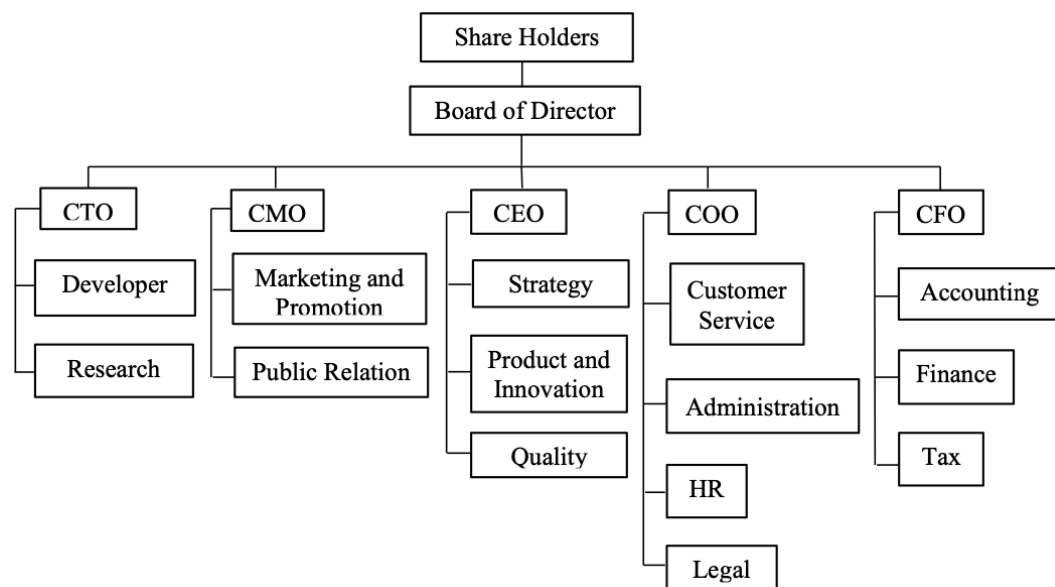 Share Holders
Board of Director
CTO
Developer
Research
CMO
Marketing and
Promotion
Public Relation
CEO
Strategy
Product and
Innovation
Quality
COO
Customer
Service
Administration
HR
Legal
CFO
Accounting
Finance
Tax